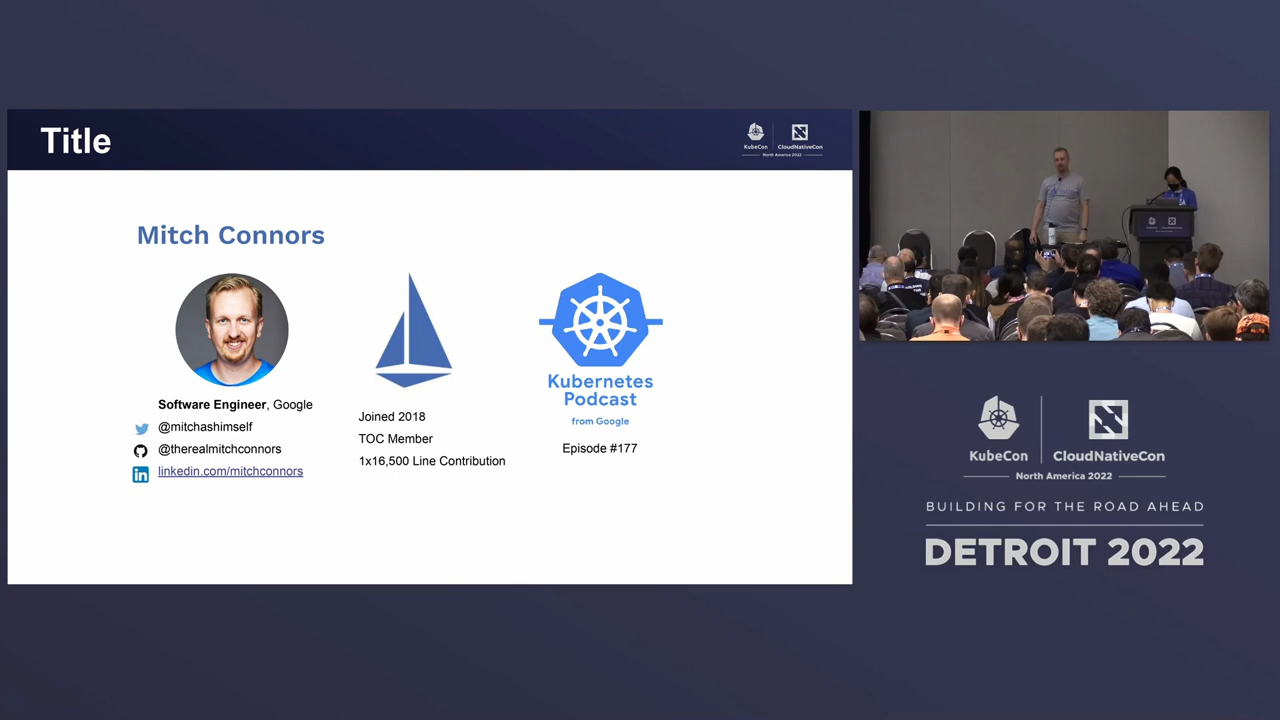 Title
KubeCon
CloudNativeCon
North America 2022
Mitch Connors
Software Engineer, Google
@mitchashimself
@therealmitchconnors
linkedin.com/mitchconnors
Joined 2018
TOC Member
1x16,500 Line Contribution
Kubernetes
Podcast
from Google
Episode #177
KubeCon
CloudNativeCon
North America 2022
BUILDING FOR THE ROAD AHEAD
DETROIT 2022